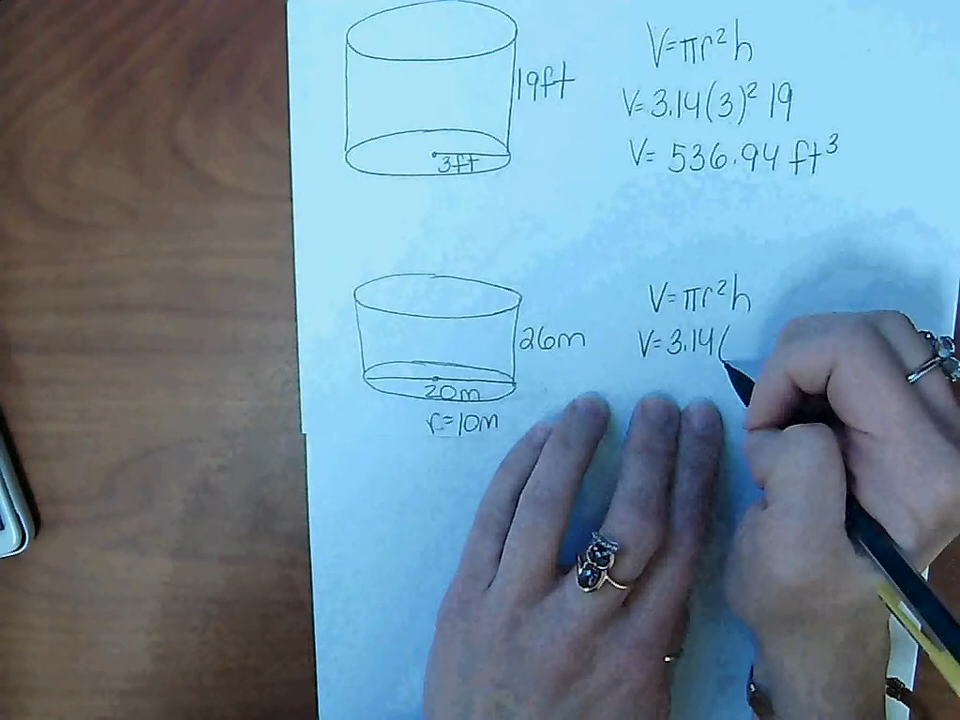 19ft
3ft
V=πr²h
V=3.14(3)² 19
V= 536.94 ft³
26m
20m
r=10m
V=πr²h
V=3.14(